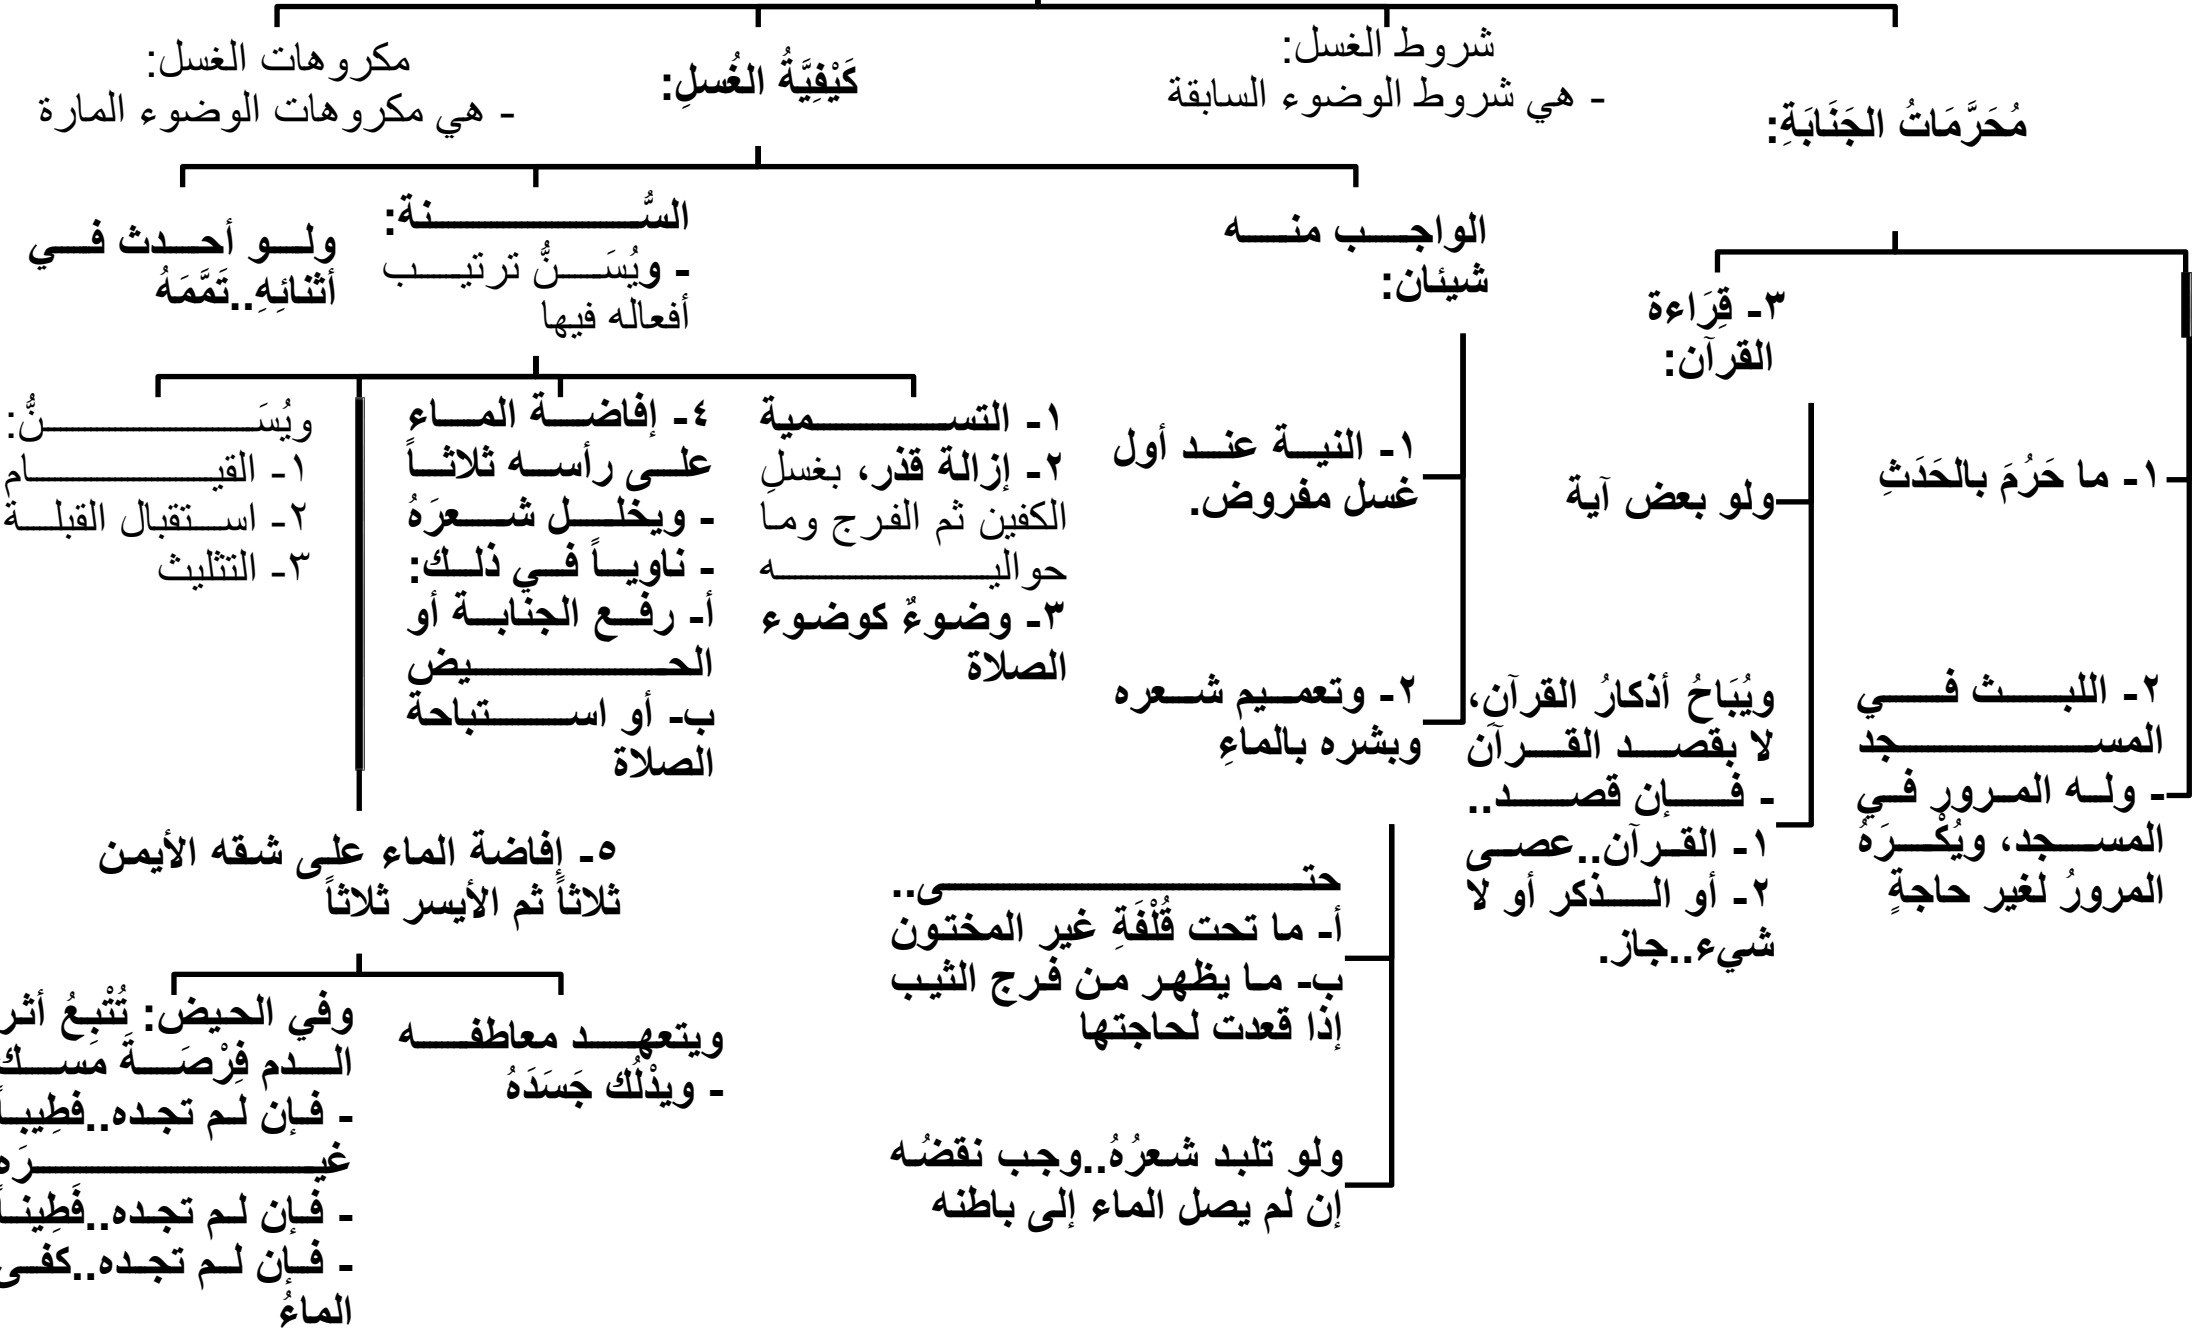 مُحَرَّمَاتُ الجَنَابَةِ:
١- ما حَرُمَ بالحَدَثِ
٢- اللبث في
المسجد
- وله المرور في
المسجد، ويُكْرَهُ
المرورُ لغير حاجةٍ
٣- قِرَاءة
القرآن:
ولو بعض آية
ويُبَاحُ أذكارُ القرآنِ،
لا بقصد القرآن
- فإن قصد..
١- القرآن..عصى
٢- أو الذكر أو لا
شيء..جاز.
شروط الغسل:
- هي شروط الوضوء السابقة
كَيْفِيَّةُ الغُسلِ:
الواجب منه
شيئان:
١- النية عند أول
غسل مفروض.
٢- وتعميم شعره
وبشره بالماءِ
حتى..
أ- ما تحت قُلْفَةِ غير المختون
ب- ما يظهر من فرج الثيب
إذا قعدت لحاجتها
ولو تلبد شعرُهُ..وجب نقضُه
إن لم يصل الماء إلى باطنه
السُّنة:
- ويُسَنُّ ترتيب
أفعاله فيها
١- التسمية
٢- إزالة قذر، بغسلِ
الكفين ثم الفرج وما
حواليه
٣- وضوءٌ كوضوء
الصلاة
٤- إفاضة الماء
على رأسه ثلاثاً
- ويخلل شعرَهُ
- ناوياً في ذلك:
أ- رفع الجنابة أو
الحيض
ب- أو استباحة
الصلاة
٥- إفاضة الماء على شقه الأيمن
ثلاثاً ثم الأيسر ثلاثاً
ويتعهد معاطفه
- ويدْلُك جَسَدَهُ
وفي الحيض: تُتْبِعُ أثر
الدم فِرْصَةَ مَسك
- فإن لم تجده..فطِيباً
غيرَه
- فإن لم تجده..فَطِيناً
- فإن لم تجده..كفى
الماءُ
ويُسَنُّ:
١- القيام
٢- استقبال القبلة
٣- التثليث
ولو أحدث في
أثنائِهِ..تَمَّمَهُ
مكروهات الغسل:
- هي مكروهات الوضوء المارة